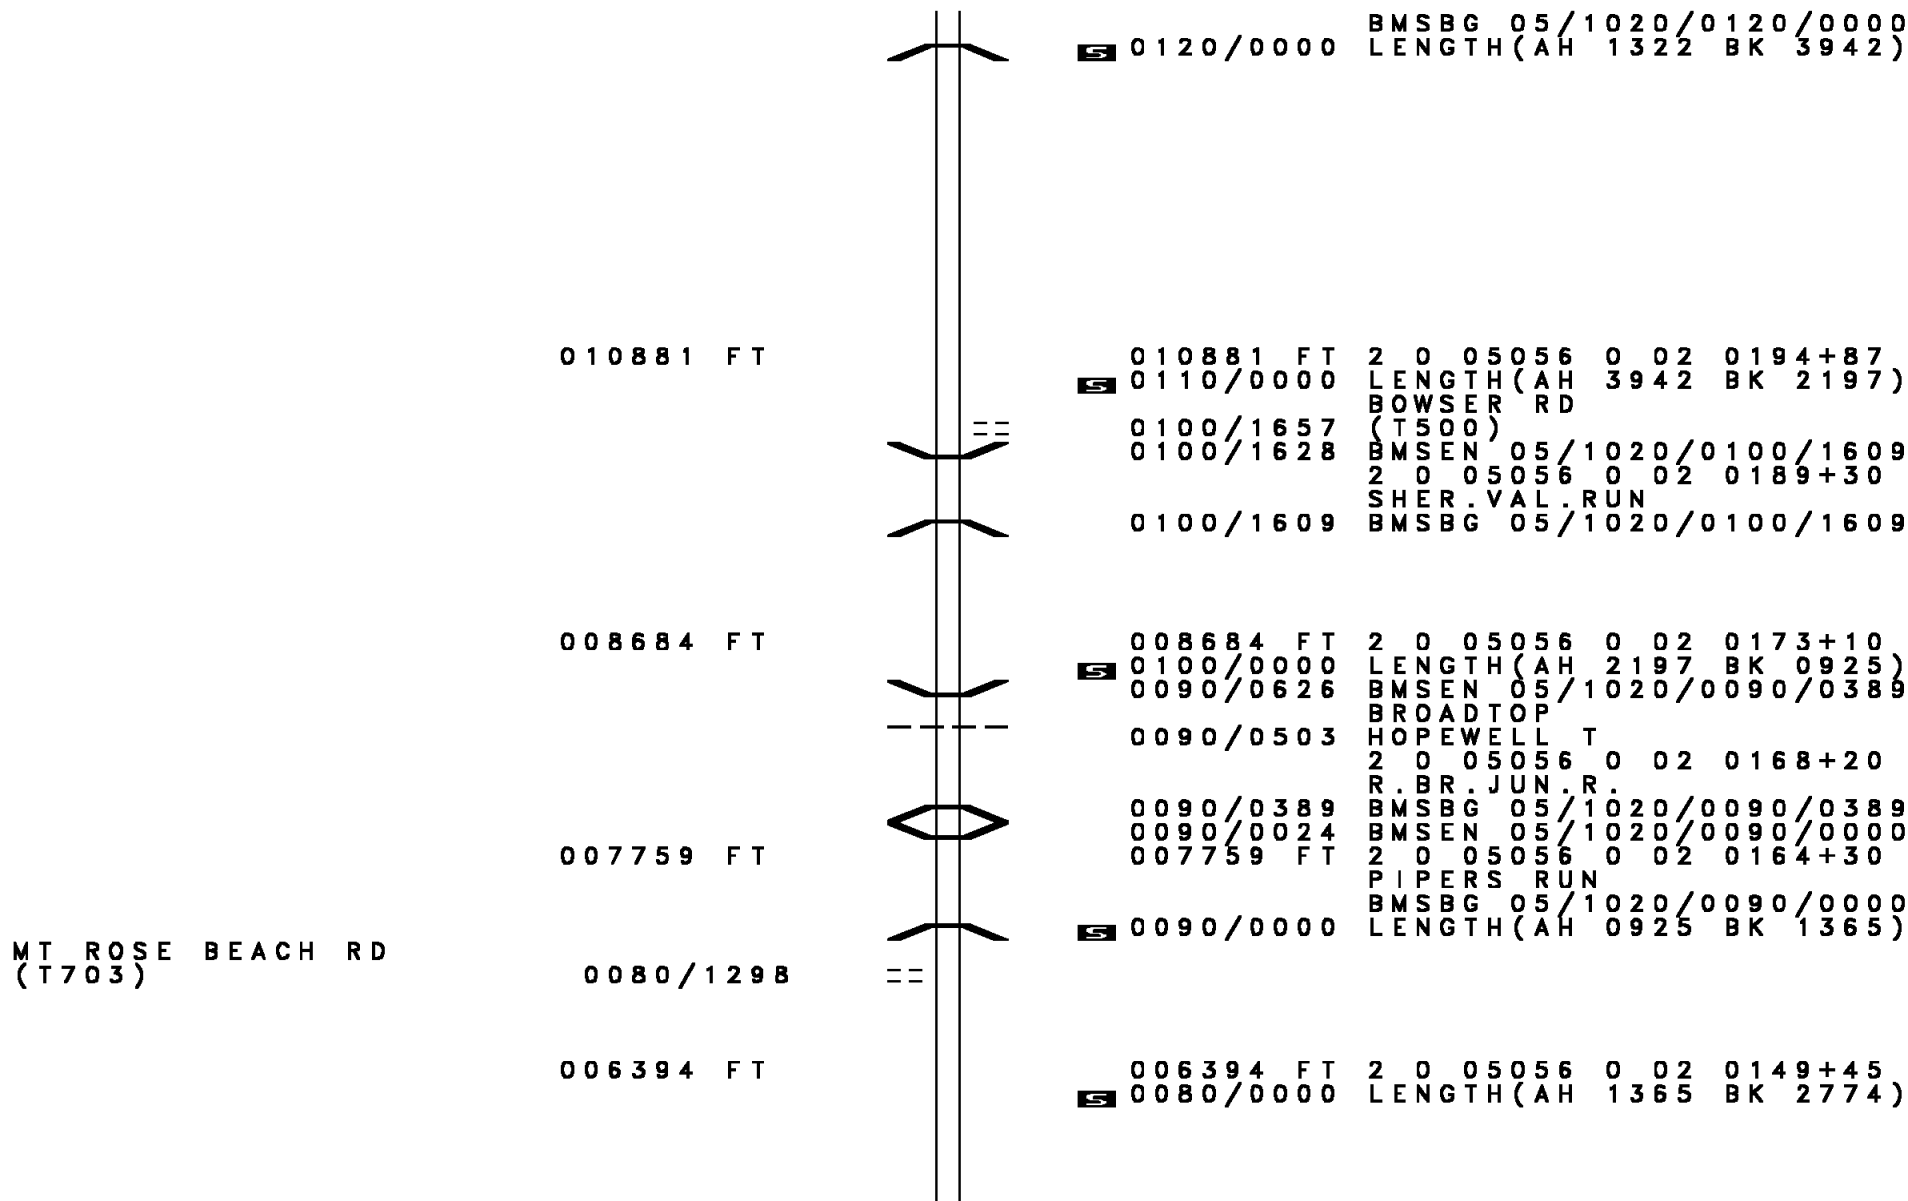 BMSBG 05/1020/0120/0000
S 0120/0000 LENGTH(AH 1322 BK 3942)
010881 FT 010881 FT 2 0 05056 0 02 0194+87
S 0110/0000 LENGTH(AH 3942 BK 2197)
BOWSER RD
== 0100/1657 (T500)
0100/1628 BMSEN 05/1020/0100/1609
2 0 05056 0 02 0189+30
SHER.VAL.RUN
0100/1609 BMSBG 05/1020/0100/1609
008684 FT 008684 FT 2 0 05056 0 02 0173+10
S 0100/0000 LENGTH(AH 2197 BK 0925)
0090/0626 BMSEN 05/1020/0090/0389
BROADTOP
0090/0503 HOPEWELL T
2 0 05056 0 02 0168+20
R.BR.JUN.R.
0090/0389 BMSBG 05/1020/0090/0389
0090/0024 BMSEN 05/1020/0090/0000
007759 FT 007759 FT 2 0 05056 0 02 0164+30
PIPERS RUN
BMSBG 05/1020/0090/0000
S 0090/0000 LENGTH(AH 0925 BK 1365)
MT ROSE BEACH RD
(T703) 0080/1298 ==
006394 FT 006394 FT 2 0 05056 0 02 0149+45
S 0080/0000 LENGTH(AH 1365 BK 2774)